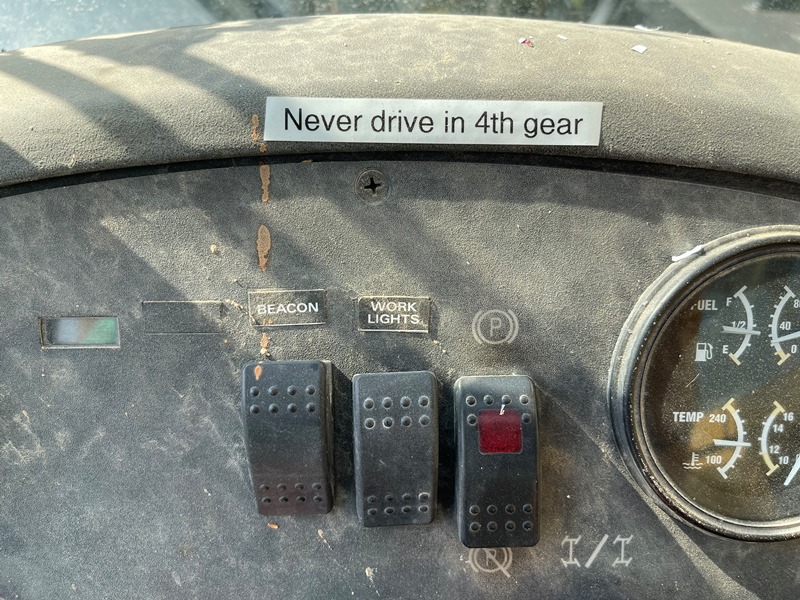 Never drive in 4th gear
BEACON
WORK
LIGHTS
P
FUEL
F
1/2
E
8
40
0
TEMP
240
100
16
14
12
10
P
I/I